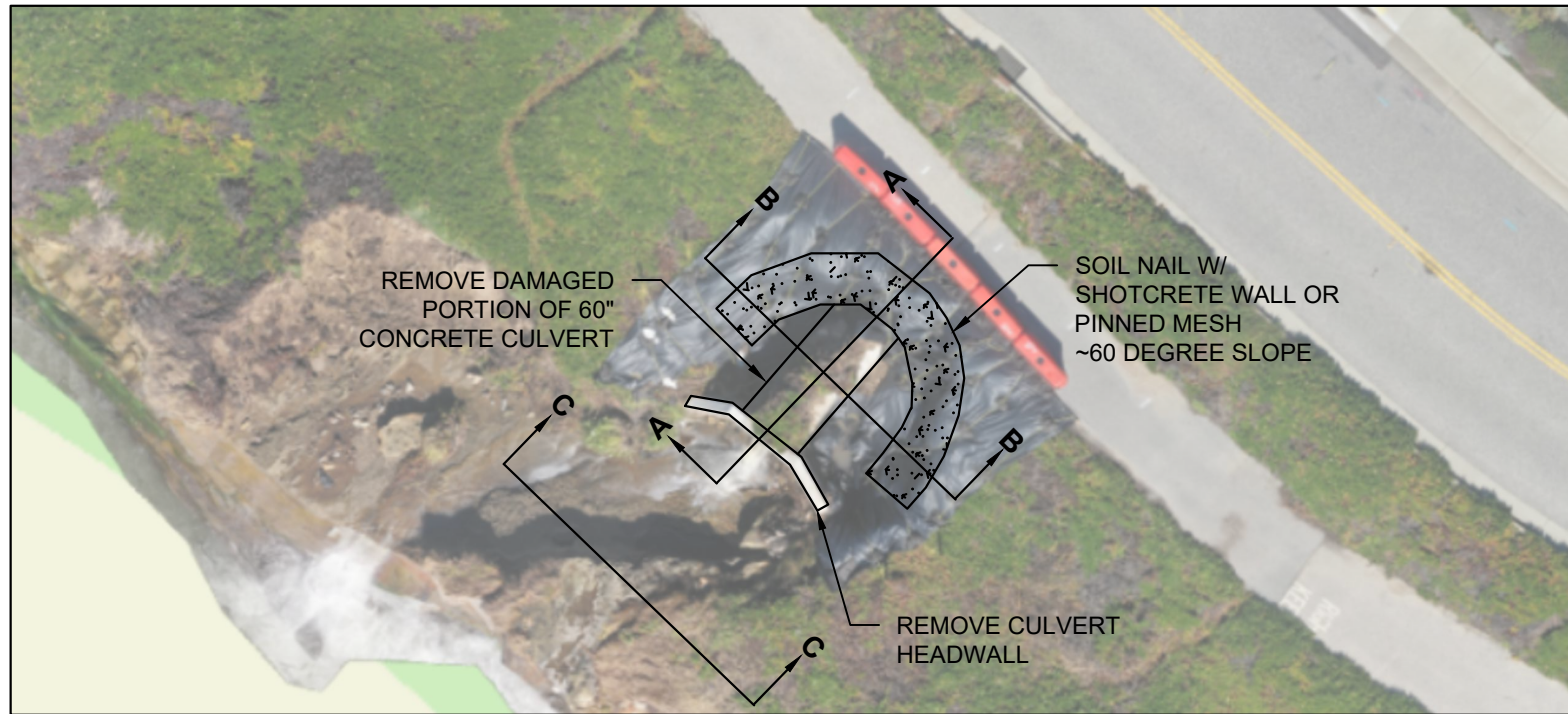 A
B
REMOVE DAMAGED
PORTION OF 60"
CONCRETE CULVERT
SOIL NAIL W/
SHOTCRETE WALL OR
PINNED MESH
~60 DEGREE SLOPE
C
A
B
REMOVE CULVERT
HEADWALL
C